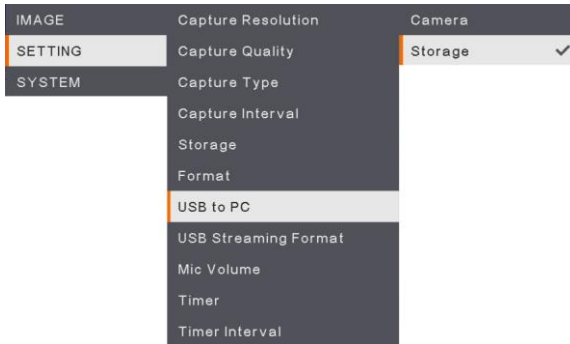 IMAGE
SETTING
SYSTEM
Capture Resolution
Capture Quality
Capture Type
Capture Interval
Storage
Format
USB to PC
USB Streaming Format
Mic Volume
Timer
Timer Interval
Camera
Storage